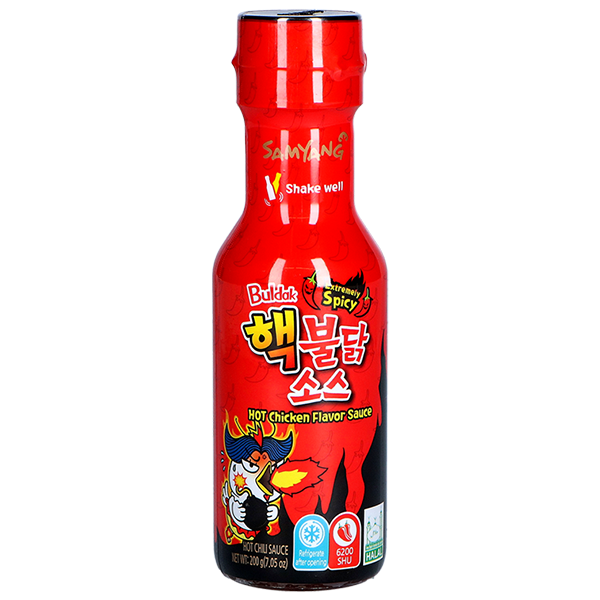 SAMYANG
Shake well
Buldak
Extremely
Spicy
핵불닭
소스
HOT Chicken Flavor Sauce
HOT CHILI SAUCE
NET WT: 200 g(7.05 oz)
Refrigerate
after opening
6200
SHU
HALAL